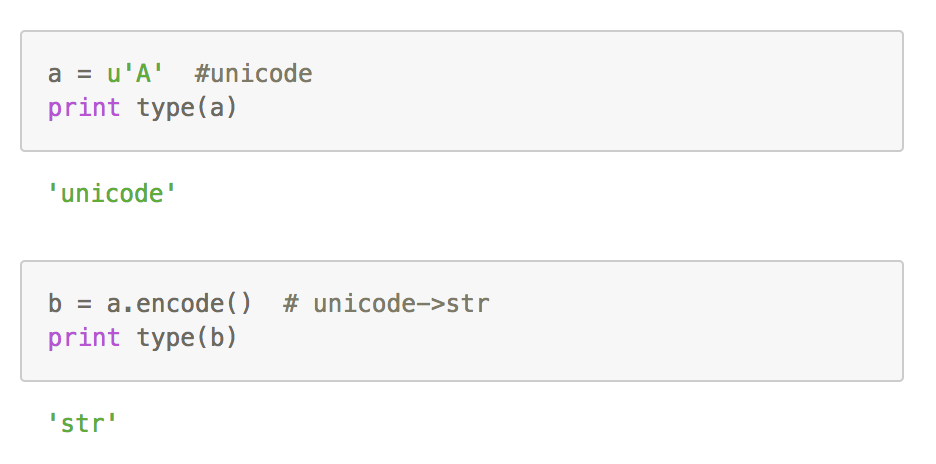 a = u'A'  #unicode
print type(a)
'unicode'
b = a.encode()  # unicode->str
print type(b)
'str'